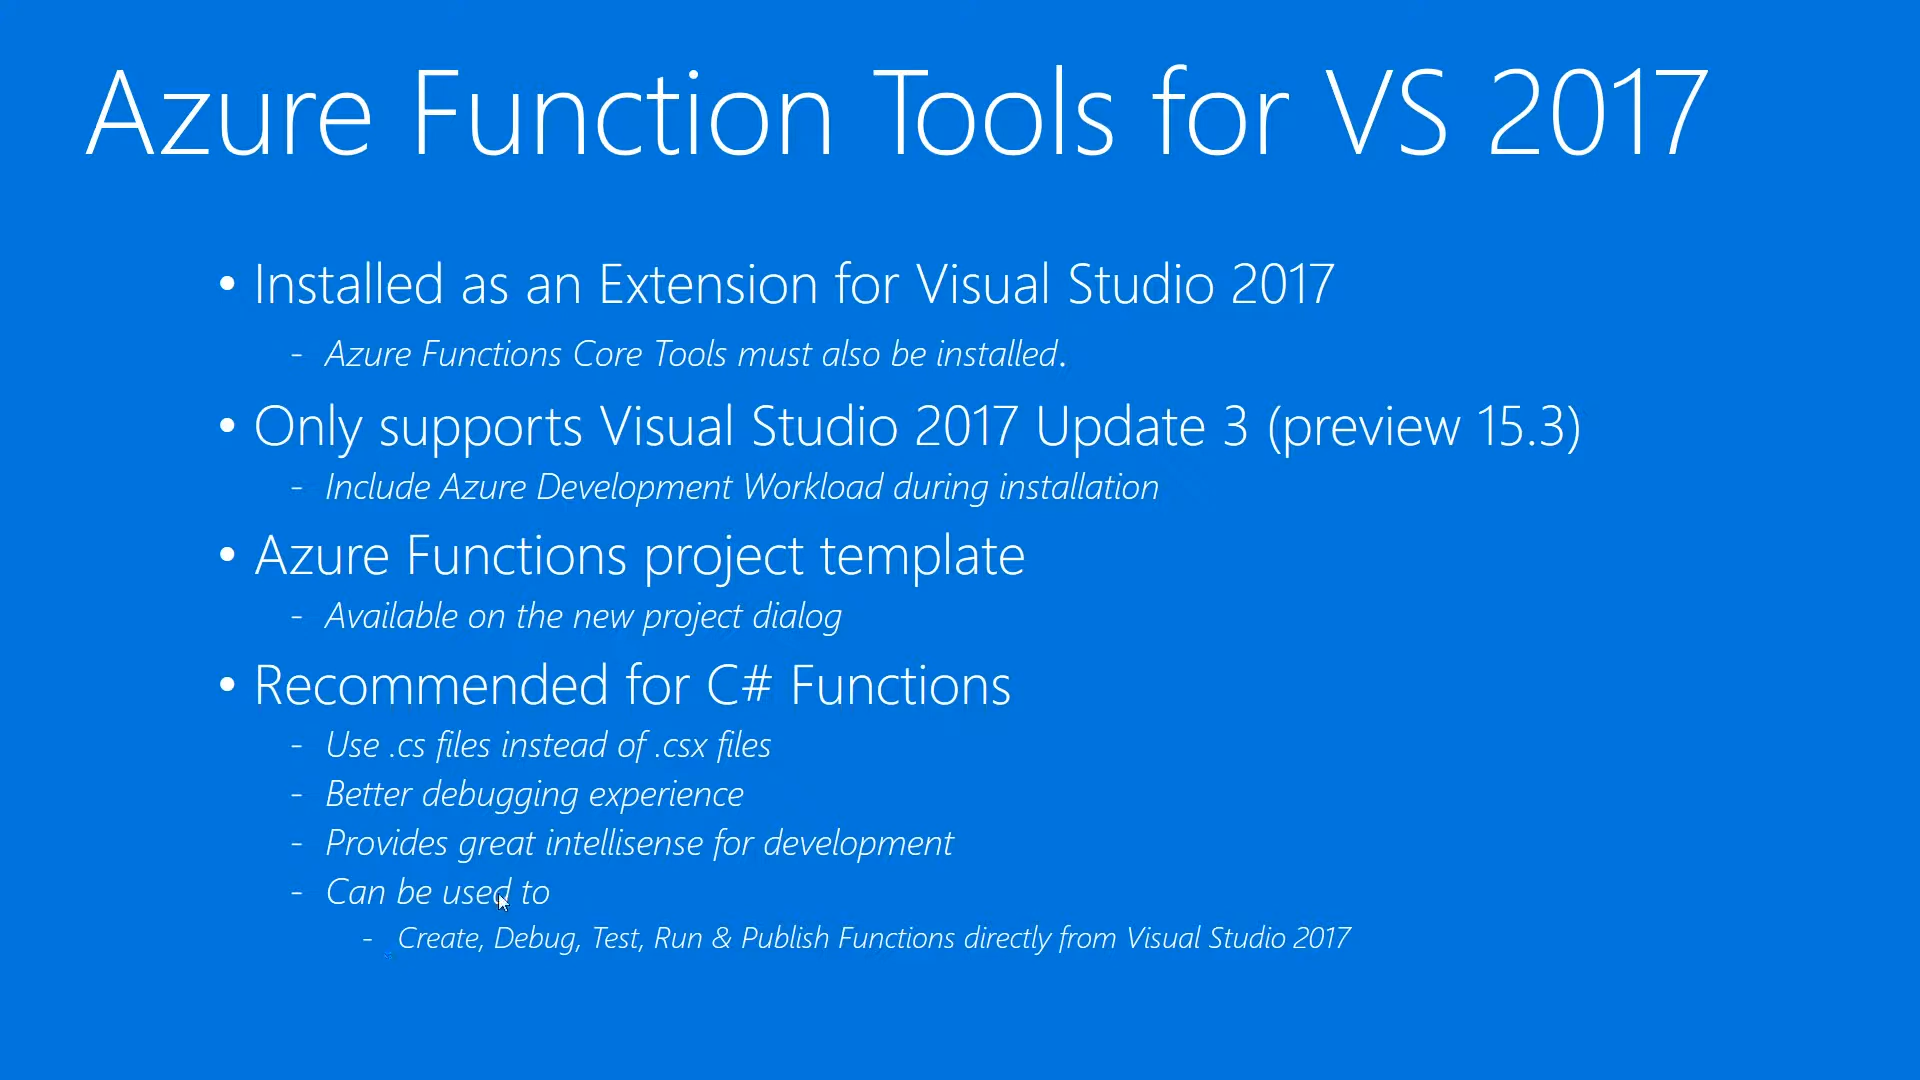 Azure Function Tools for VS 2017
• Installed as an Extension for Visual Studio 2017
- Azure Functions Core Tools must also be installed.
• Only supports Visual Studio 2017 Update 3 (preview 15.3)
- Include Azure Development Workload during installation
• Azure Functions project template
- Available on the new project dialog
• Recommended for C# Functions
- Use .cs files instead of .csx files
- Better debugging experience
- Provides great intellisense for development
- Can be used to
- Create, Debug, Test, Run & Publish Functions directly from Visual Studio 2017